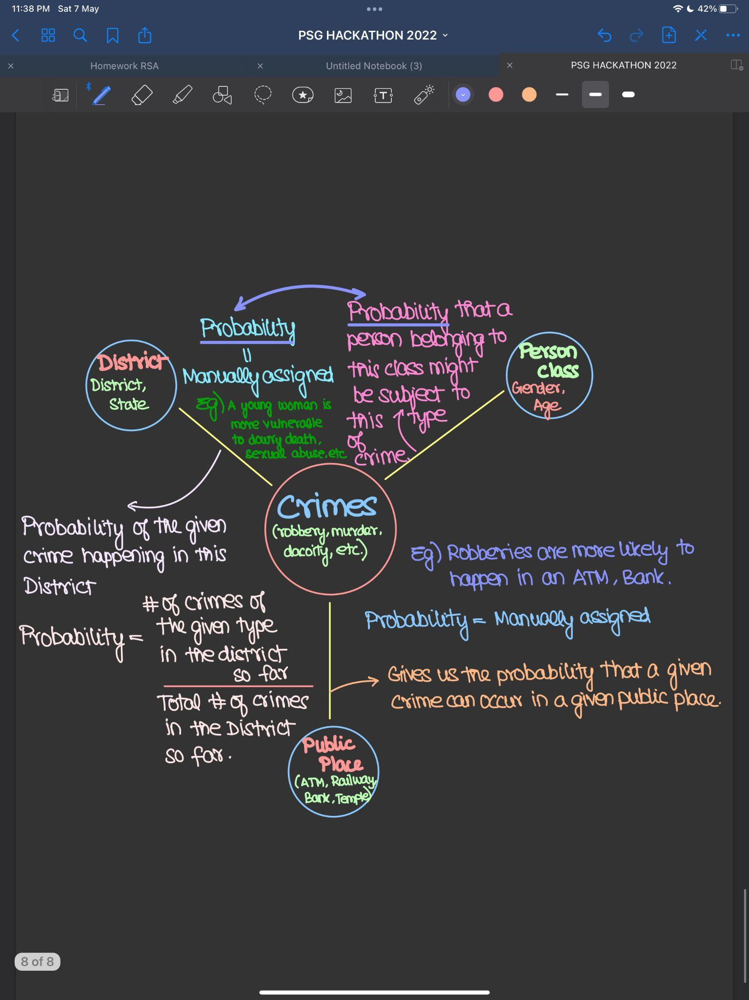 11:38 PM Sat 7 May
42%
PSG HACKATHON 2022
Homework RSA
Untitled Notebook (3)
PSG HACKATHON 2022
Probability
||
Manually assigned
Eg) A young woman is
more vulnerable
to dowry death,
sexual abuse, etc
Probability that a
person belonging to
this class might
be subject to
this type
of
crime.
District
District,
State
Person
class
Gender,
Age
Crimes
(robbery, murder,
dacoity, etc.)
Probability of the given
crime happening in this
District
Probability =
# of crimes of
the given type
in the district
so far
Total # of crimes
in the District
so far.
Eg) Robberies are more likely to
happen in an ATM, Bank.
Probability = Manually assigned
Gives us the probability that a given
crime can occur in a given public place.
Public
Place
(ATM, Railway,
Bank, Temple)
8 of 8